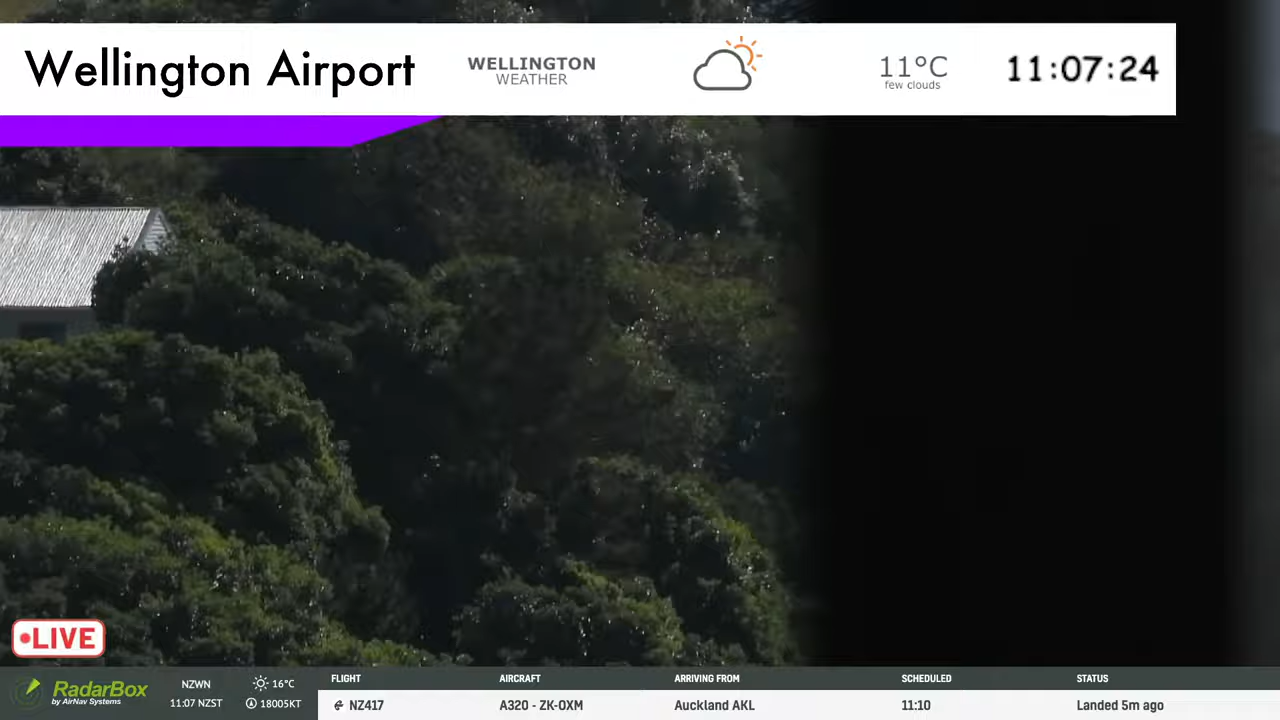 Wellington Airport
WELLINGTON
WEATHER
11°C
few clouds
11:07:24
LIVE
RadarBox
by AirNav Systems
NZWN
11:07 NZST
16°C
18005KT
FLIGHT AIRCRAFT ARRIVING FROM SCHEDULED STATUS
NZ417 A320 - ZK-OXM Auckland AKL 11:10 Landed 5m ago